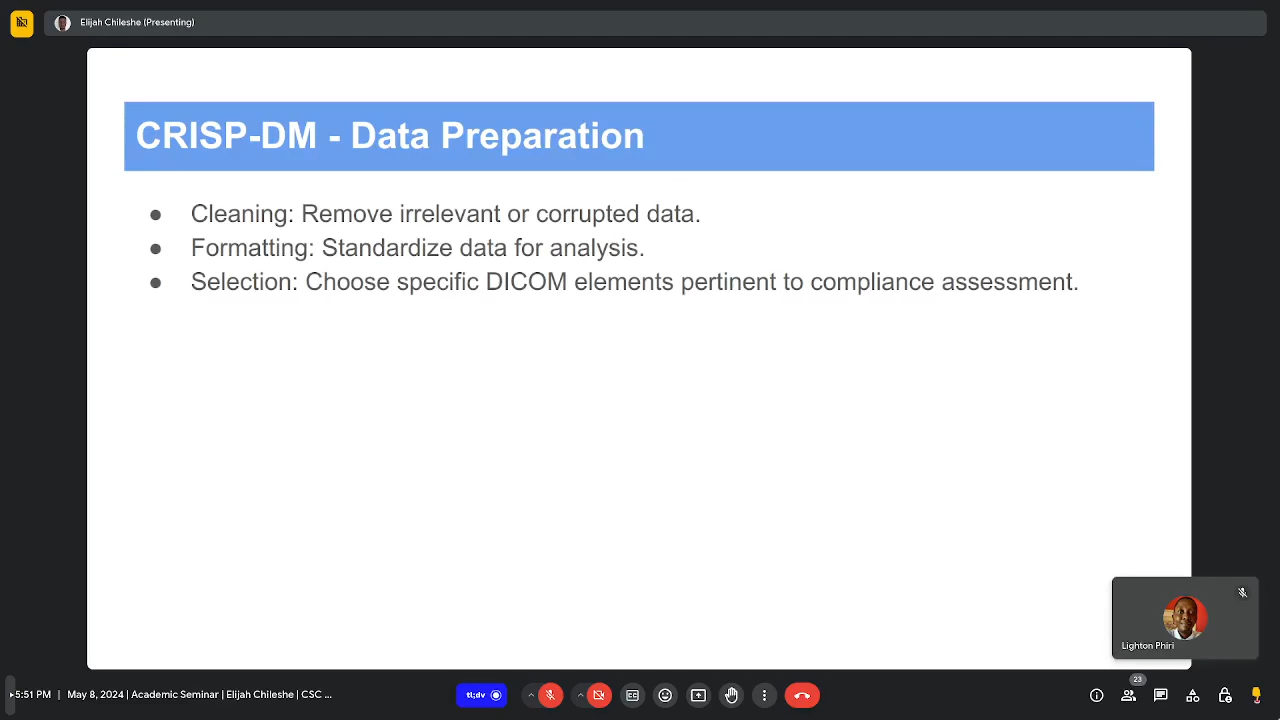 Elijah Chileshe (Presenting)
CRISP-DM - Data Preparation
● Cleaning: Remove irrelevant or corrupted data.
● Formatting: Standardize data for analysis.
● Selection: Choose specific DICOM elements pertinent to compliance assessment.
Lighton Phiri
5:51 PM | May 8, 2024 | Academic Seminar | Elijah Chileshe | CSC ...
tl;dv
23